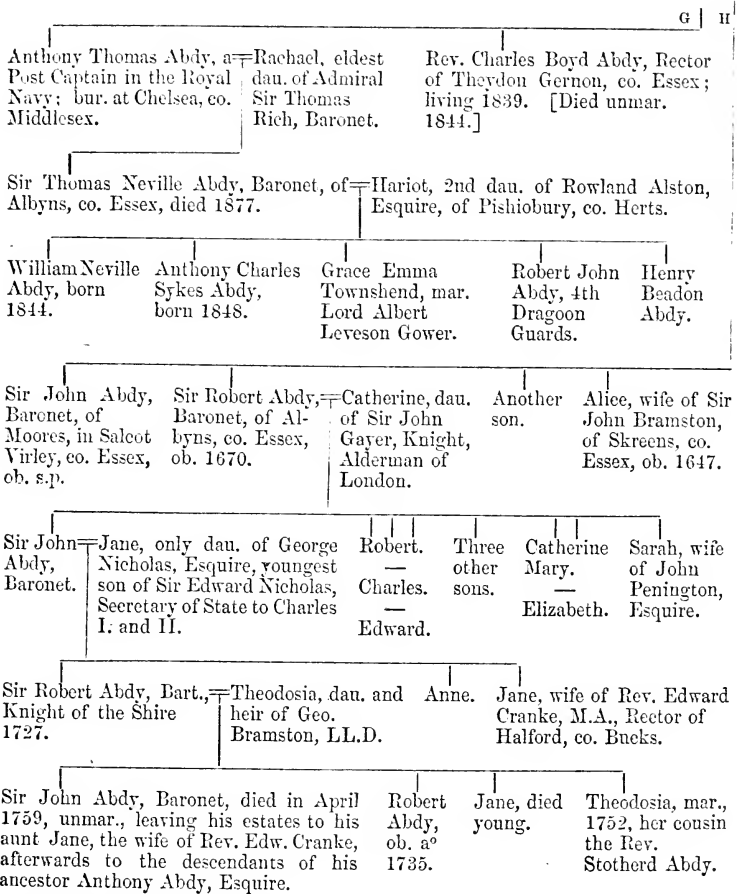 G H
Anthony Thomas Abdy, a
Post Captain in the Royal
Navy; bur. at Chelsea, co.
Middlesex.
Rachael, eldest
dau. of Admiral
Sir Thomas
Rich, Baronet.
Rev. Charles Boyd Abdy, Rector
of Theydon Gernon, co. Essex;
living 1839. [Died unmar.
1844.]
Sir Thomas Neville Abdy, Baronet, of
Albyns, co. Essex, died 1877.
Hariot, 2nd dau. of Rowland Alston,
Esquire, of Pishiobury, co. Herts.
William Neville
Abdy, born
1844.
Anthony Charles
Sykes Abdy,
born 1848.
Grace Emma
Townshend, mar.
Lord Albert
Leveson Gower.
Robert John
Abdy, 4th
Dragoon
Guards.
Henry
Beadon
Abdy.
Sir John Abdy,
Baronet, of
Moores, in Salcot
Virley, co. Essex,
ob. s.p.
Sir Robert Abdy,
Baronet, of Al-
byns, co. Essex,
ob. 1670.
Catherine, dau.
of Sir John
Gayer, Knight,
Alderman of
London.
Another
son.
Alice, wife of Sir
John Bramston,
of Skreens, co.
Essex, ob. 1647.
Sir John
Abdy,
Baronet.
Jane, only dau. of George
Nicholas, Esquire, youngest
son of Sir Edward Nicholas,
Secretary of State to Charles
I. and II.
Robert.
—
Charles.
—
Edward.
Three
other
sons.
Catherine
Mary.
—
Elizabeth.
Sarah, wife
of John
Penington,
Esquire.
Sir Robert Abdy, Bart.,
Knight of the Shire
1727.
Theodosia, dau. and
heir of Geo.
Bramston, LL.D.
Anne.
Jane, wife of Rev. Edward
Cranke, M.A., Rector of
Halford, co. Bucks.
Sir John Abdy, Baronet, died in April
1759, unmar., leaving his estates to his
aunt Jane, the wife of Rev. Edw. Cranke,
afterwards to the descendants of his
ancestor Anthony Abdy, Esquire.
Robert
Abdy,
ob. aº
1735.
Jane, died
young.
Theodosia, mar.,
1752, her cousin
the Rev.
Stotherd Abdy.